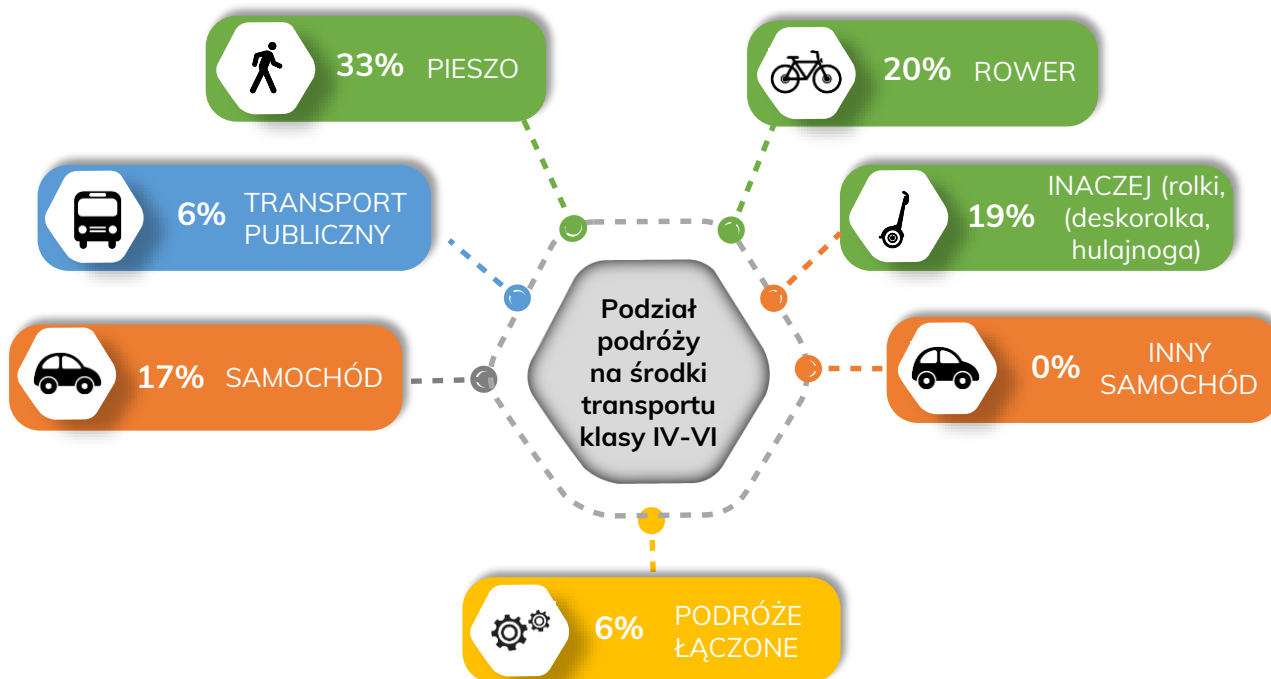 33% PIESZO
20% ROWER
6% TRANSPORT
PUBLICZNY
19% INACZEJ (rolki,
(deskorolka,
hulajnoga)
17% SAMOCHÓD
0% INNY
SAMOCHÓD
Podział
podróży
na środki
transportu
klasy IV-VI
6% PODRÓŻE
ŁĄCZONE